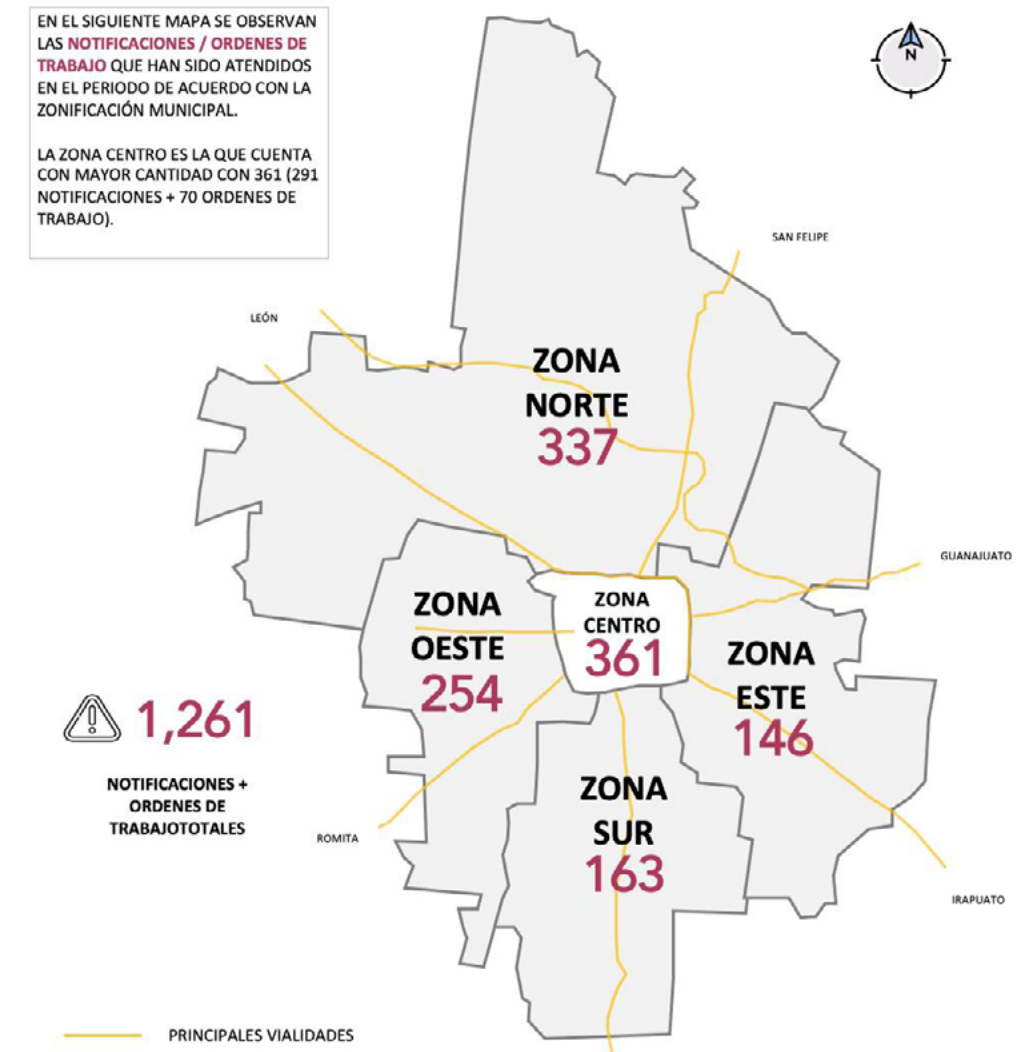 EN EL SIGUIENTE MAPA SE OBSERVAN
LAS NOTIFICACIONES / ORDENES DE
TRABAJO QUE HAN SIDO ATENDIDOS
EN EL PERIODO DE ACUERDO CON LA
ZONIFICACIÓN MUNICIPAL.
LA ZONA CENTRO ES LA QUE CUENTA
CON MAYOR CANTIDAD CON 361 (291
NOTIFICACIONES + 70 ORDENES DE
TRABAJO).
N
SAN FELIPE
LEÓN
ZONA
NORTE
337
GUANAJUATO
ZONA
OESTE
254
ZONA
CENTRO
361
ZONA
ESTE
146
1,261
NOTIFICACIONES +
ORDENES DE
TRABAJOTOTALES
ZONA
SUR
163
ROMITA
IRAPUATO
PRINCIPALES VIALIDADES